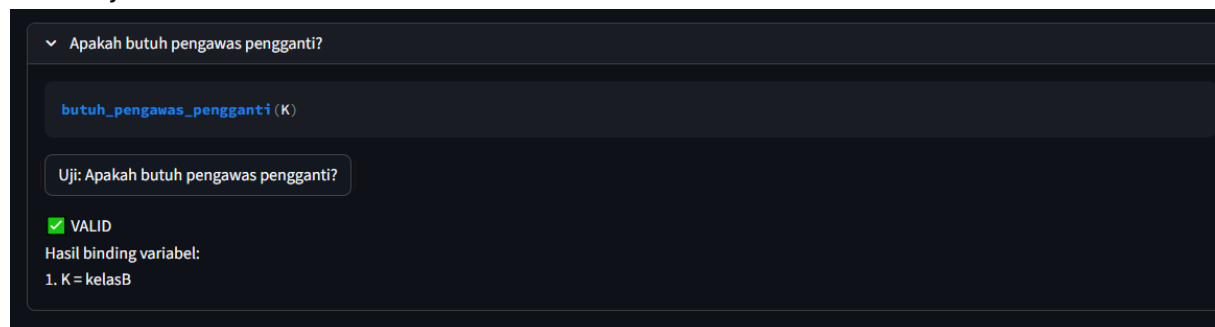 Apakah butuh pengawas pengganti?
butuh_pengawas_pengganti(K)
Uji: Apakah butuh pengawas pengganti?
✅ VALID
Hasil binding variabel:
1. K = kelasB